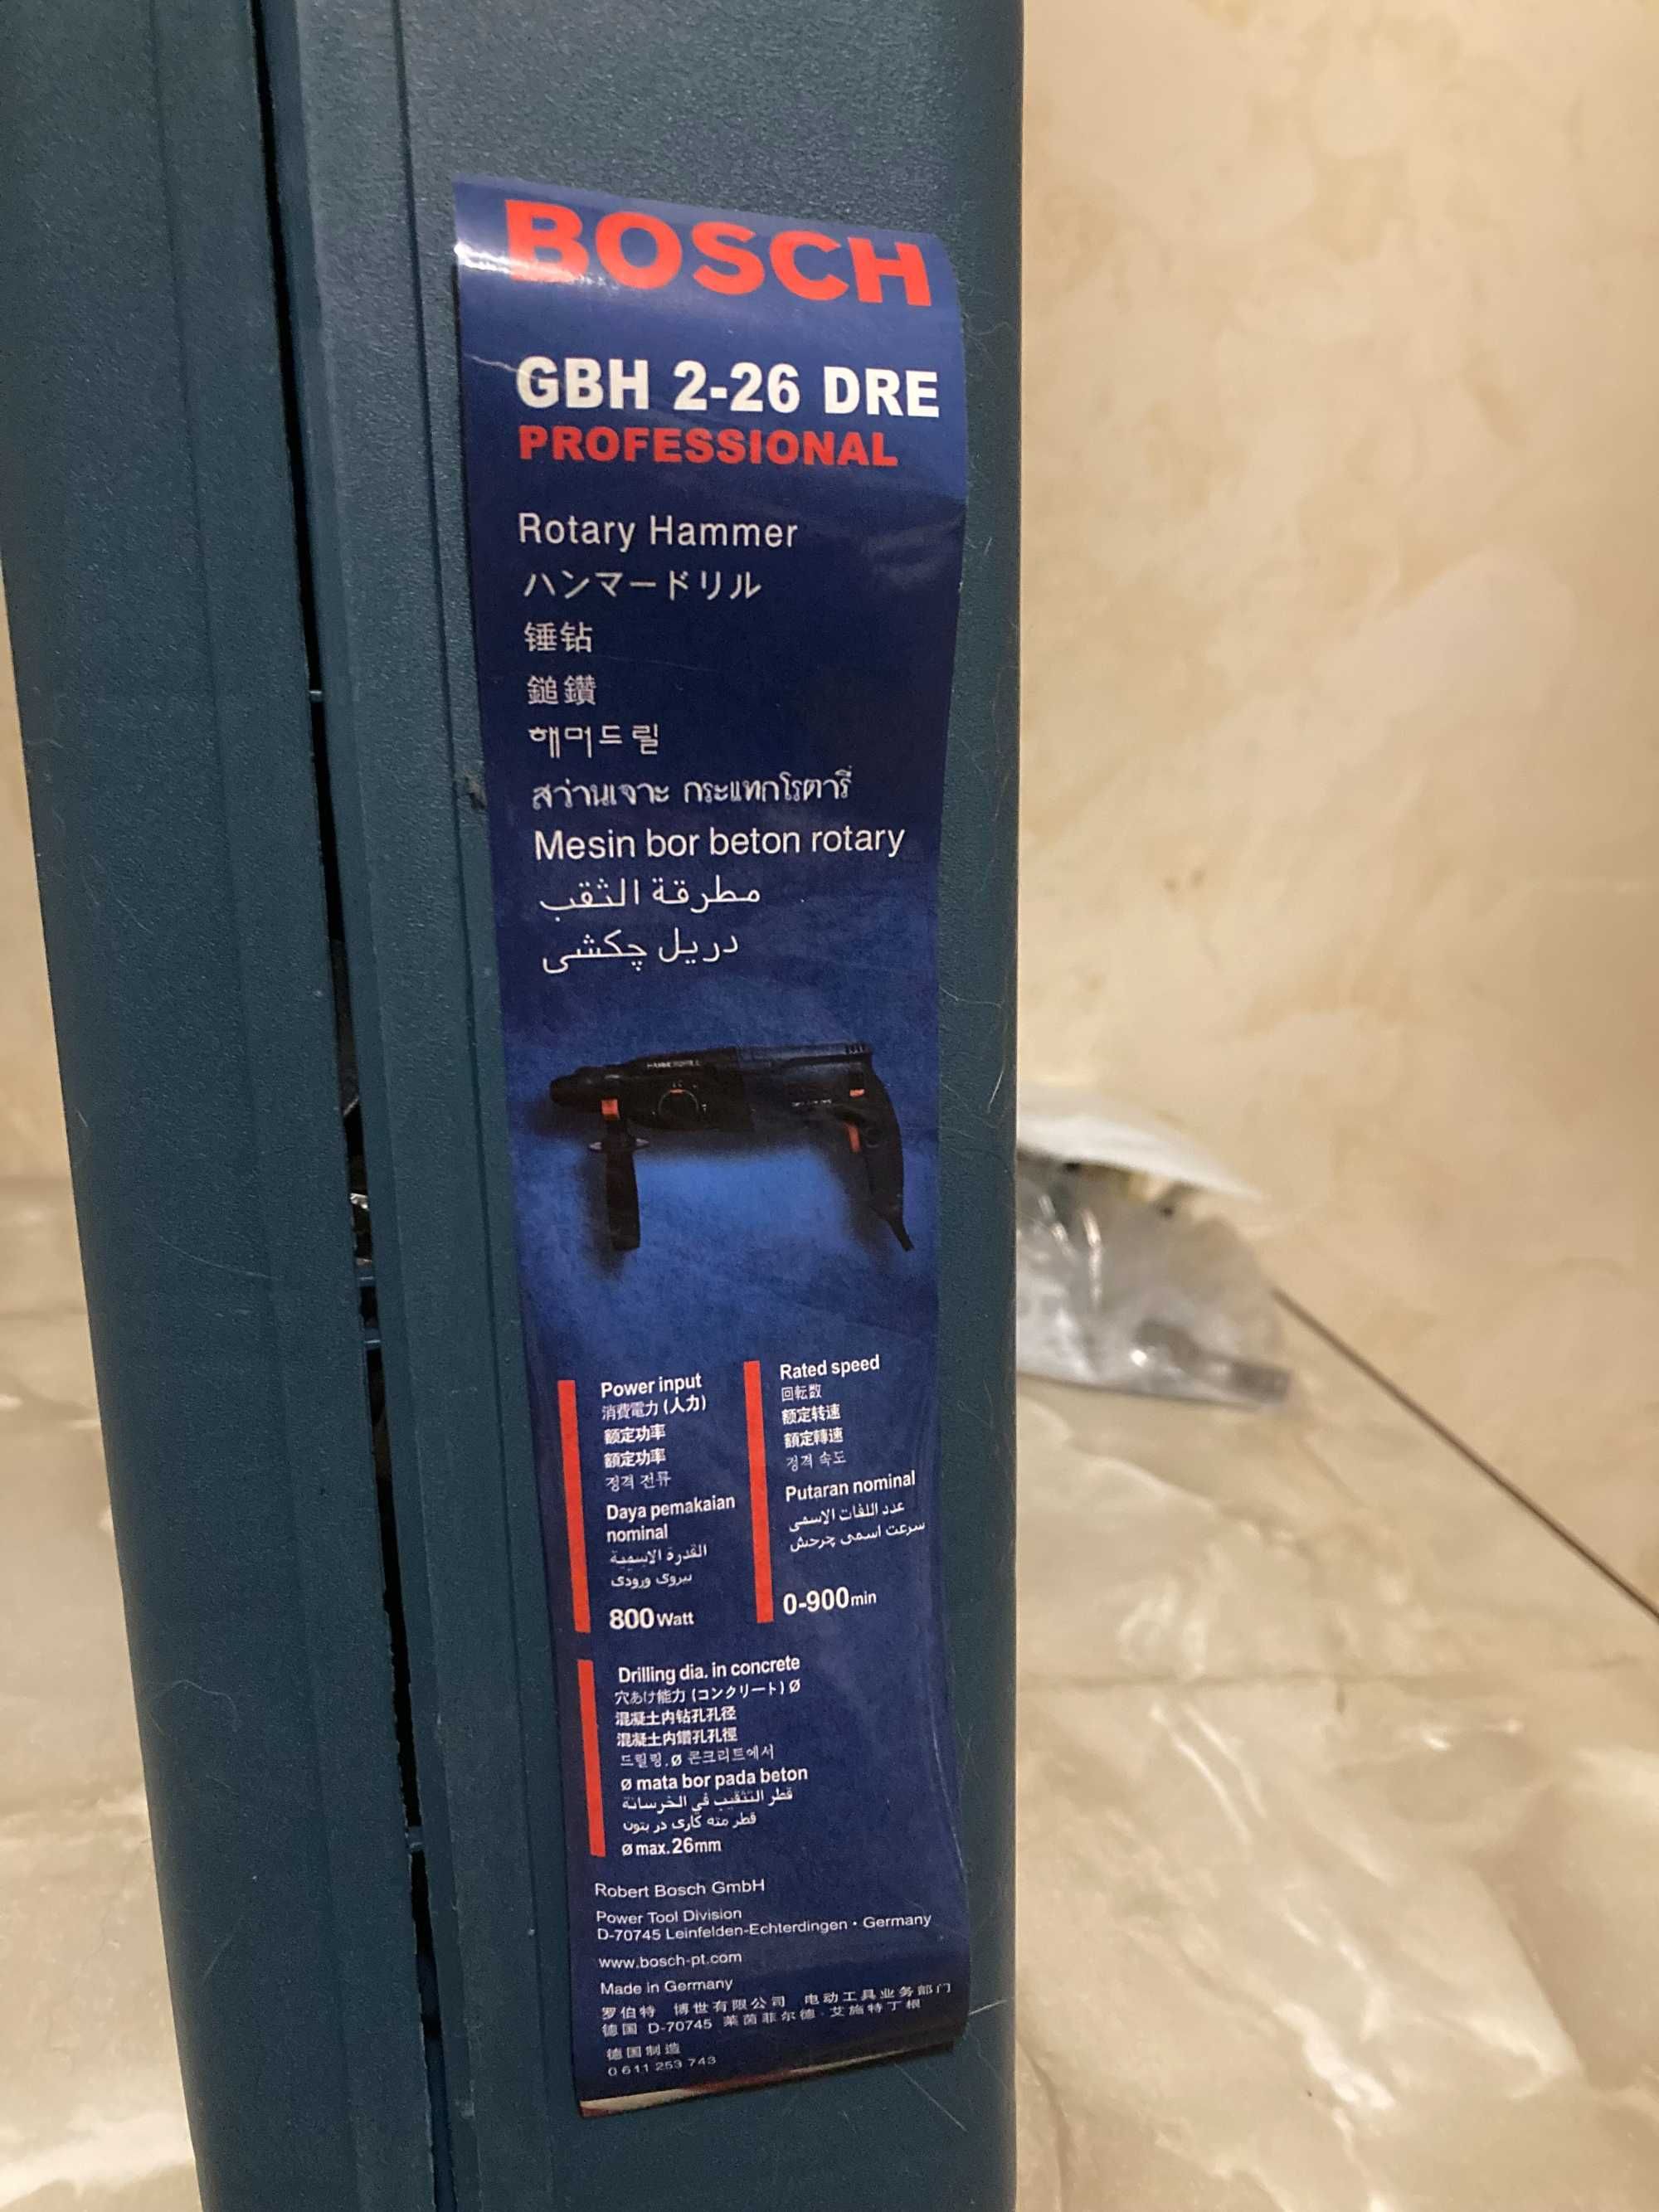 BOSCH
GBH 2-26 DRE
PROFESSIONAL
Rotary Hammer
ハンマードリル
锤钻
鎚鑽
해머드릴
สว่านเจาะ กระแทกโรตารี่
Mesin bor beton rotary
مطرقة الثقب
دریل چکشی
Power input
消費電力 (人力)
额定功率
額定功率
정격 전류
Daya pemakaian
nominal
القدرة الاسمية
نیروی ورودی
800 Watt
Rated speed
回転数
额定转速
額定轉速
정격 속도
Putaran nominal
عدد اللفات الاسمى
سرعت اسمی چرحش
0-900 min
Drilling dia. in concrete
穴あけ能力 (コンクリート) Ø
混凝土内钻孔孔径
混凝土内鑽孔孔徑
드릴링.Ø 콘크리트에서
Ø mata bor pada beton
قطر التثقيب في الخرسانة
قطر مته کاری در بتون
Ø max. 26mm
Robert Bosch GmbH
Power Tool Division
D-70745 Leinfelden-Echterdingen • Germany
www.bosch-pt.com
Made in Germany
罗伯特 博世有限公司 电动工具业务部门
德国 D-70745 莱茵菲尔德 · 艾施特丁根
德国制造
0 611 253 743